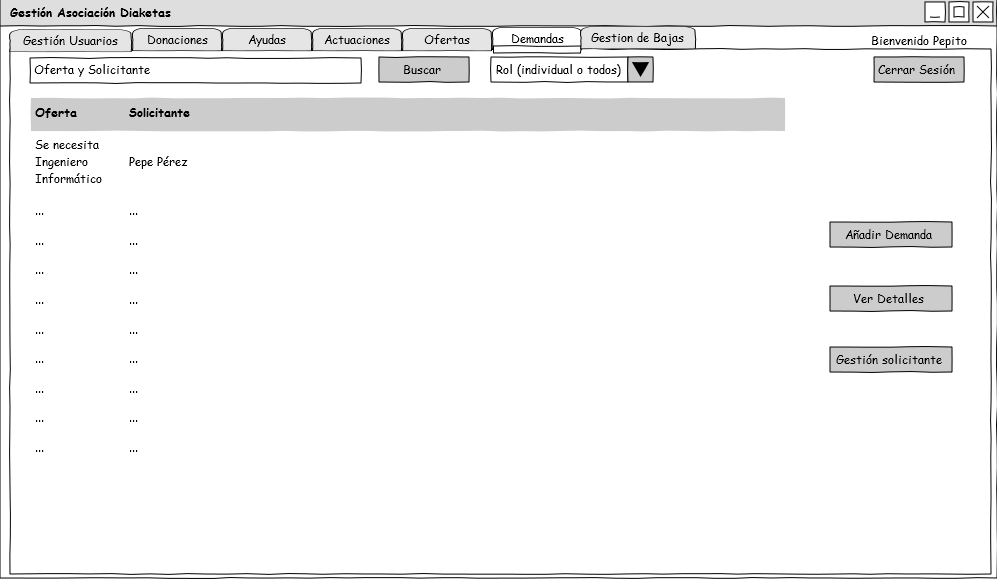 Gestión Asociación Diaketas
Gestión Usuarios
Donaciones
Ayudas
Actuaciones
Ofertas
Demandas
Gestion de Bajas
Bienvenido Pepito
Oferta y Solicitante
Buscar
Rol (individual o todos)
Cerrar Sesión
Oferta Solicitante
Se necesita
Ingeniero Pepe Pérez
Informático
... ...
... ...
... ...
... ...
... ...
... ...
... ...
... ...
... ...
Añadir Demanda
Ver Detalles
Gestión solicitante